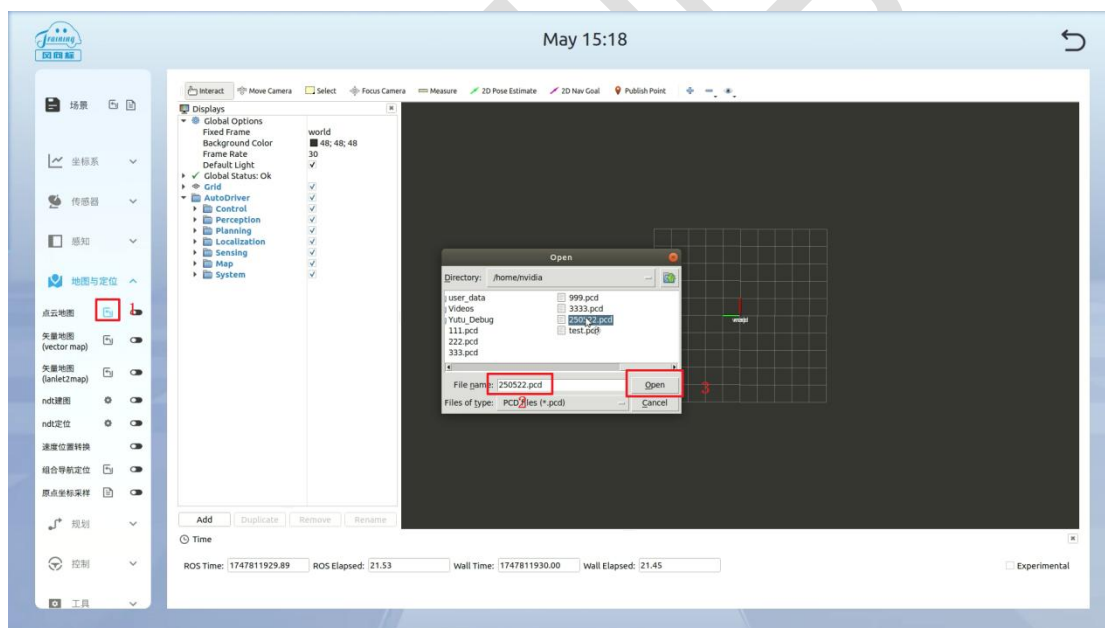 Training
风向标
May 15:18
场景
坐标系
传感器
感知
地图与定位
点云地图
1
矢量地图
(vector map)
矢量地图
(lanlet2map)
ndt建图
ndt定位
速度位置转换
组合导航定位
原点坐标采样
规划
控制
工具
Interact Move Camera Select Focus Camera Measure 2D Pose Estimate 2D Nav Goal Publish Point
Displays
Global Options
Fixed Frame world
Background Color 48; 48; 48
Frame Rate 30
Default Light
Global Status: Ok
Grid
AutoDriver
Control
Perception
Planning
Localization
Sensing
Map
System
Add Duplicate Remove Rename
Open
Directory: /home/nvidia
user_data 999.pcd
Videos 3333.pcd
Yutu_Debug 250522.pcd
111.pcd test.pcd
222.pcd
333.pcd
File name: 250522.pcd Open 3
Files of type: PCD Files (*.pcd) Cancel
2
Time
ROS Time: 1747811929.89 ROS Elapsed: 21.53 Wall Time: 1747811930.00 Wall Elapsed: 21.45 Experimental